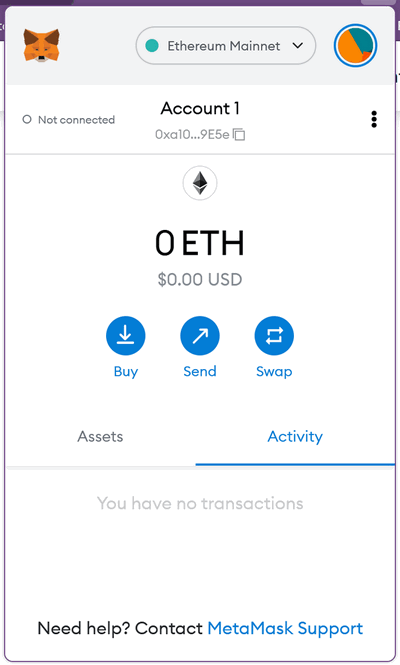 Ethereum Mainnet
Not connected
Account 1
0xa10...9E5e
0 ETH
$0.00 USD
Buy
Send
Swap
Assets
Activity
You have no transactions
Need help? Contact MetaMask Support